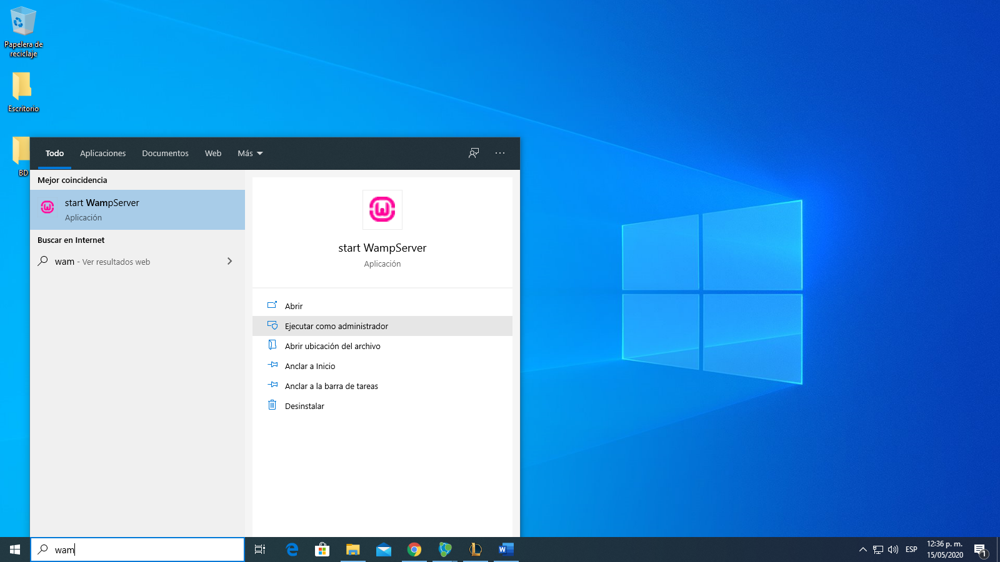 Papelera de
reciclaje
Escritorio
BD
Todo
Aplicaciones
Documentos
Web
Más
Mejor coincidencia
start WampServer
Aplicación
Buscar en Internet
wam - Ver resultados web
start WampServer
Aplicación
Abrir
Ejecutar como administrador
Abrir ubicación del archivo
Anclar a Inicio
Anclar a la barra de tareas
Desinstalar
wam
ESP
12:36 p. m.
15/05/2020
1